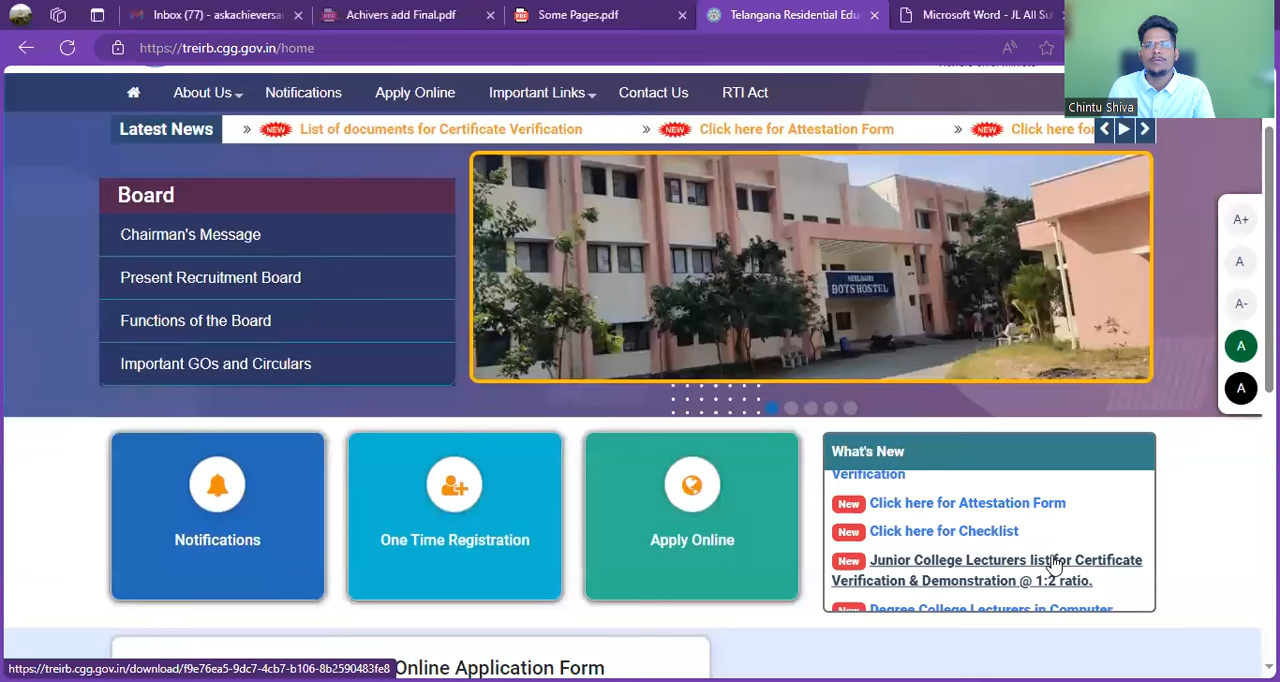 Inbox (77) - askachieversa
Achivers add Final.pdf
Some Pages.pdf
Telangana Residential Edu
Microsoft Word - JL All Su
https://treirb.cgg.gov.in/home
Chintu Shiva
About Us
Notifications
Apply Online
Important Links
Contact Us
RTI Act
Latest News
» NEW List of documents for Certificate Verification
» NEW Click here for Attestation Form
» NEW Click here for
Board
Chairman's Message
Present Recruitment Board
Functions of the Board
Important GOs and Circulars
BOYS HOSTEL
A+
A
A-
A
A
Notifications
One Time Registration
Apply Online
What's New
Verification
New Click here for Attestation Form
New Click here for Checklist
New Junior College Lecturers list for Certificate
Verification & Demonstration @ 1:2 ratio.
New Degree College Lecturers in Computer
https://treirb.cgg.gov.in/download/f9e76ea5-9dc7-4cb7-b106-8b2590483fe8
Online Application Form